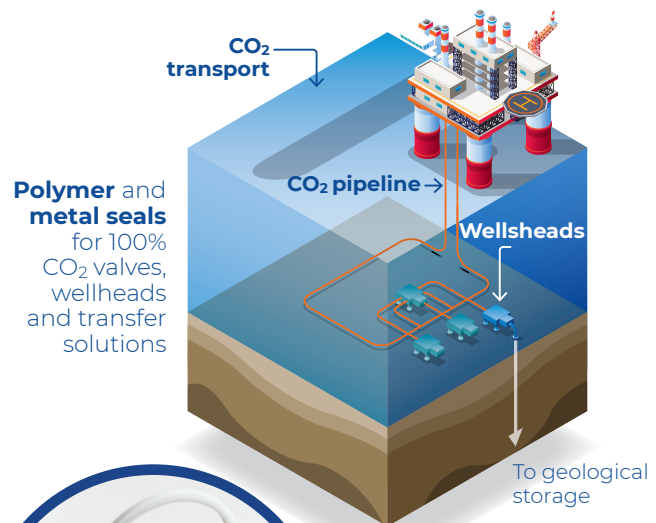 CO₂
transport
Polymer and
metal seals
for 100%
CO₂ valves,
wellheads
and transfer
solutions
CO₂ pipeline
Wellsheads
H
To geological
storage